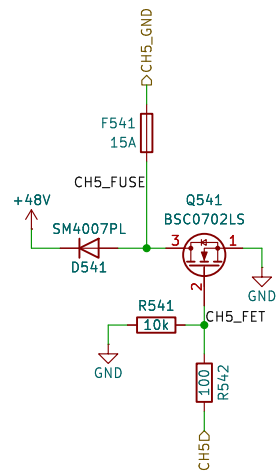 CH5_GND
F541
15A
CH5_FUSE
Q541
BSC0702LS
+48V
SM4007PL
D541
3
1
2
GND
R541
10k
CH5_FET
GND
100
R542
CH5